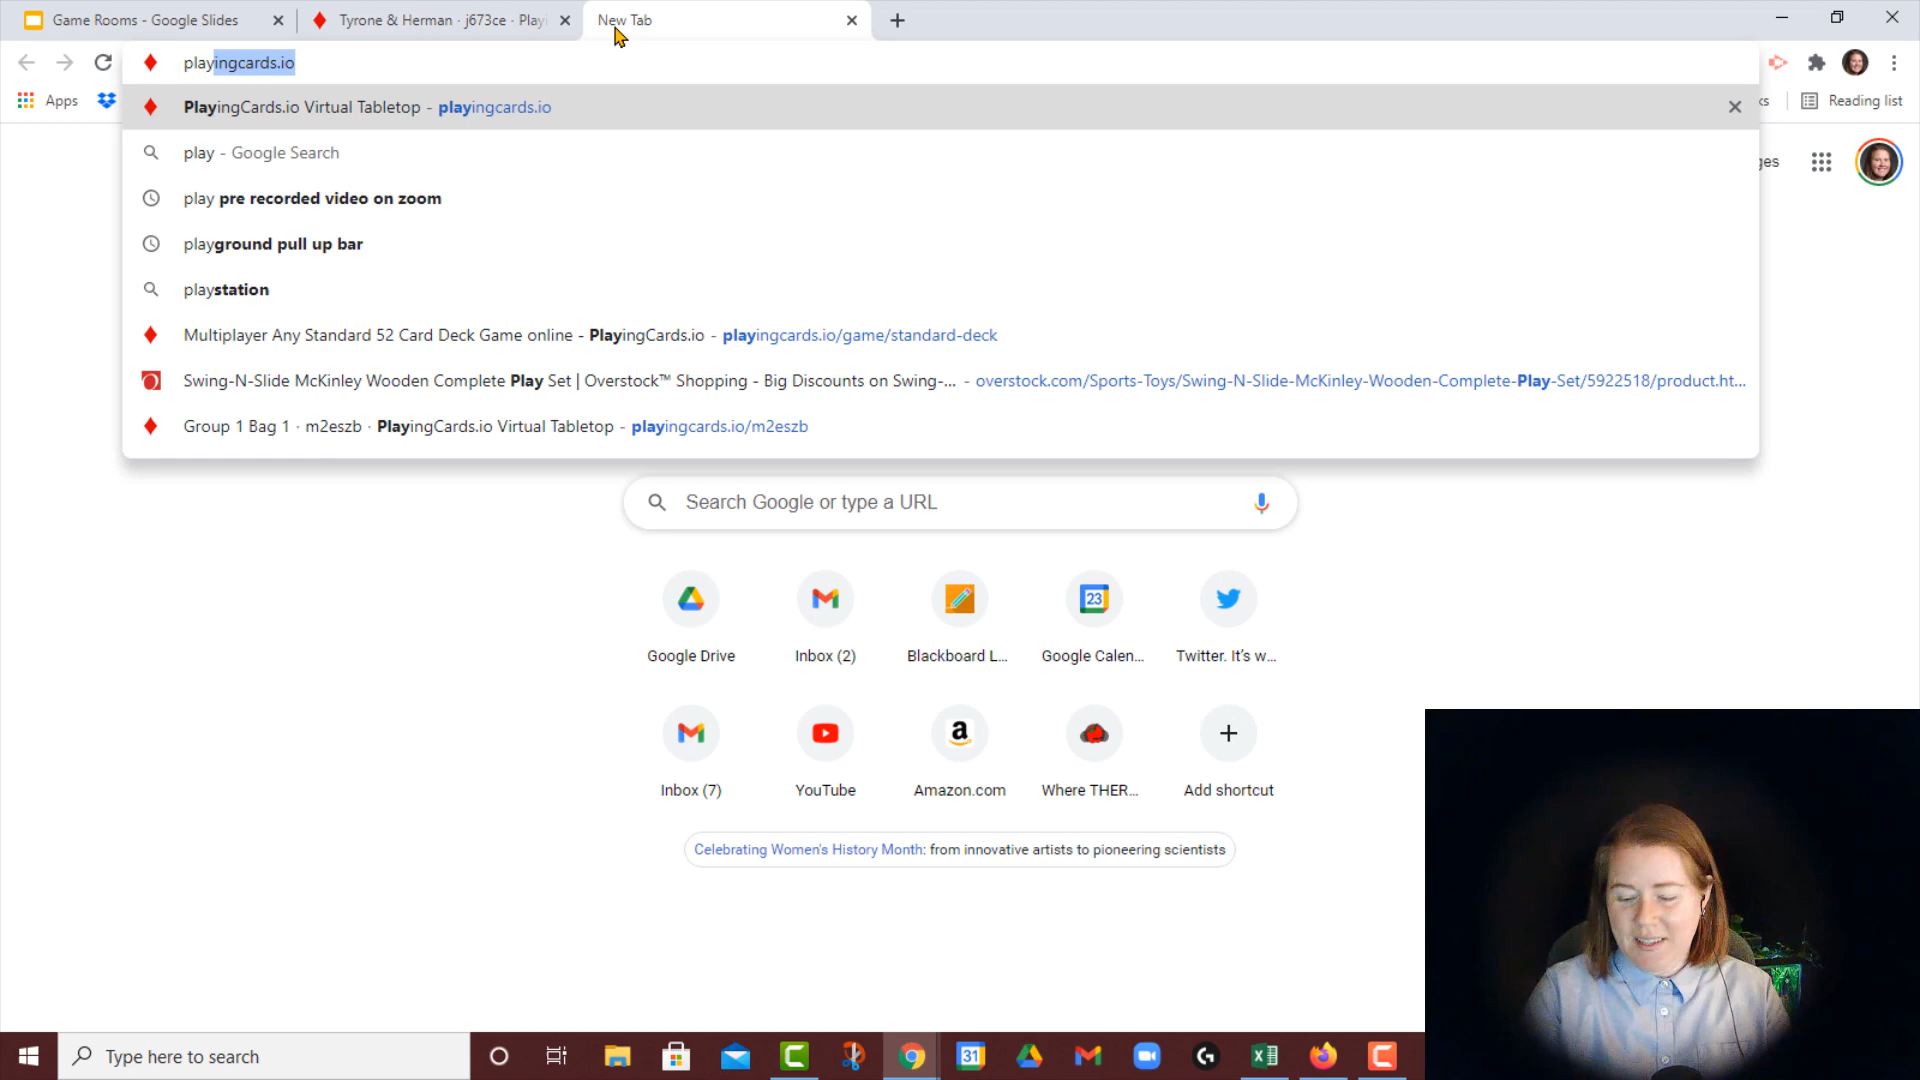 Game Rooms - Google Slides
Tyrone & Herman · j673ce · Playi
New Tab
playingcards.io
Apps
Reading list
PlayingCards.io Virtual Tabletop - playingcards.io
play - Google Search
play pre recorded video on zoom
playground pull up bar
playstation
Multiplayer Any Standard 52 Card Deck Game online - PlayingCards.io - playingcards.io/game/standard-deck
Swing-N-Slide McKinley Wooden Complete Play Set | Overstock™ Shopping - Big Discounts on Swing-... - overstock.com/Sports-Toys/Swing-N-Slide-McKinley-Wooden-Complete-Play-Set/5922518/product.ht...
Group 1 Bag 1 · m2eszb · PlayingCards.io Virtual Tabletop - playingcards.io/m2eszb
Search Google or type a URL
23
Google Drive Inbox (2) Blackboard L... Google Calen... Twitter. It's w...
a
Inbox (7) YouTube Amazon.com Where THER... Add shortcut
Celebrating Women's History Month: from innovative artists to pioneering scientists
Type here to search
31